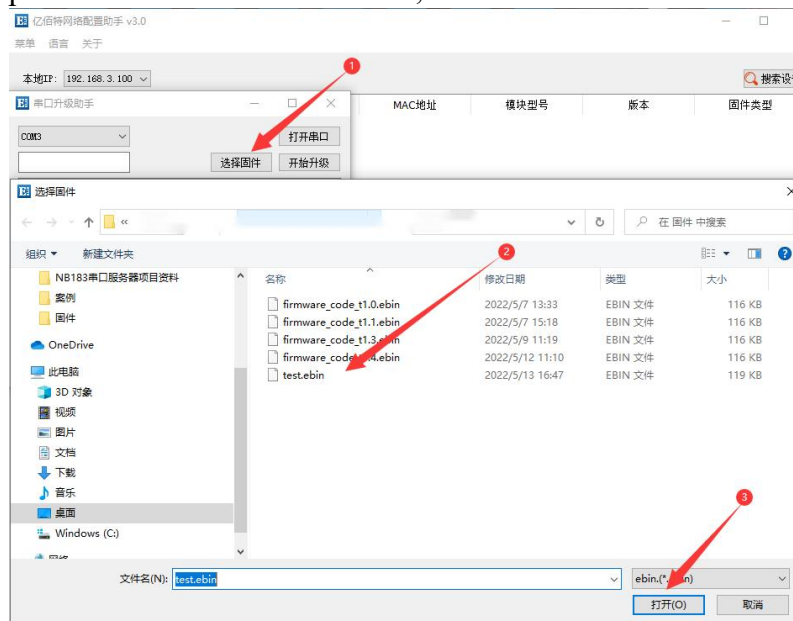 亿佰特网络配置助手 v3.0
菜单 语言 关于
本地IP: 192.168.3.100 搜索设
串口升级助手
MAC地址 模块型号 版本 固件类型
COM3 打开串口
选择固件 开始升级
1
选择固件
« 在 固件 中搜索
组织 新建文件夹
2
NB183串口服务器项目资料
案例
固件
OneDrive
此电脑
3D 对象
视频
图片
文档
下载
音乐
桌面
Windows (C:)
名称 修改日期 类型 大小
firmware_code_t1.0.ebin 2022/5/7 13:33 EBIN 文件 116 KB
firmware_code_t1.1.ebin 2022/5/7 15:18 EBIN 文件 116 KB
firmware_code_t1.3.ebin 2022/5/9 11:19 EBIN 文件 116 KB
firmware_code_t1.4.ebin 2022/5/12 11:10 EBIN 文件 116 KB
test.ebin 2022/5/13 16:47 EBIN 文件 119 KB
3
文件名(N): test.ebin
打开(O) 取消